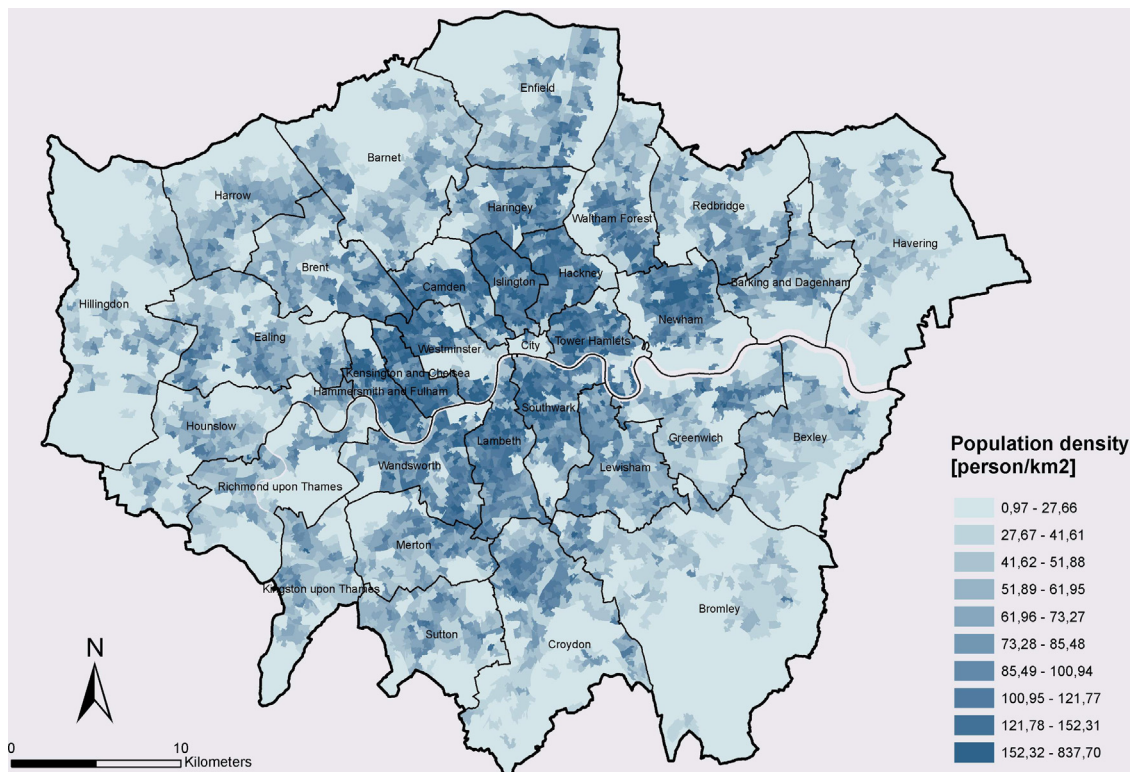 Enfield
Barnet
Harrow
Haringey
Waltham Forest
Redbridge
Havering
Brent
Camden
Islington
Hackney
Barking and Dagenham
Hillingdon
Newham
Ealing
Westminster
City
Tower Hamlets
Kensington and Chelsea
Hammersmith and Fulham
Southwark
Hounslow
Lambeth
Greenwich
Bexley
Wandsworth
Lewisham
Richmond upon Thames
Merton
Kingston upon Thames
Bromley
Sutton
Croydon
Population density
[person/km2]
0,97 - 27,66
27,67 - 41,61
41,62 - 51,88
51,89 - 61,95
61,96 - 73,27
73,28 - 85,48
85,49 - 100,94
100,95 - 121,77
121,78 - 152,31
152,32 - 837,70
N
0 10
Kilometers